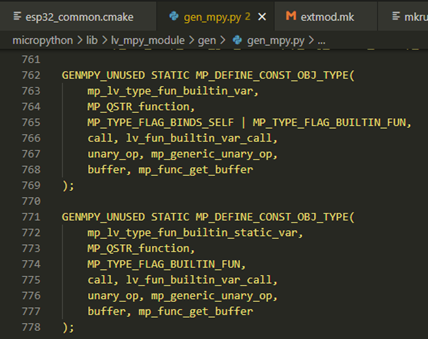 esp32_common.cmake gen_mpy.py 2 extmod.mk mkru
micropython > lib > lv_mpy_module > gen > gen_mpy.py > ...
761
762 GENMPY_UNUSED STATIC MP_DEFINE_CONST_OBJ_TYPE(
763 mp_lv_type_fun_builtin_var,
764 MP_QSTR_function,
765 MP_TYPE_FLAG_BINDS_SELF | MP_TYPE_FLAG_BUILTIN_FUN,
766 call, lv_fun_builtin_var_call,
767 unary_op, mp_generic_unary_op,
768 buffer, mp_func_get_buffer
769 );
770
771 GENMPY_UNUSED STATIC MP_DEFINE_CONST_OBJ_TYPE(
772 mp_lv_type_fun_builtin_static_var,
773 MP_QSTR_function,
774 MP_TYPE_FLAG_BUILTIN_FUN,
775 call, lv_fun_builtin_var_call,
776 unary_op, mp_generic_unary_op,
777 buffer, mp_func_get_buffer
778 );